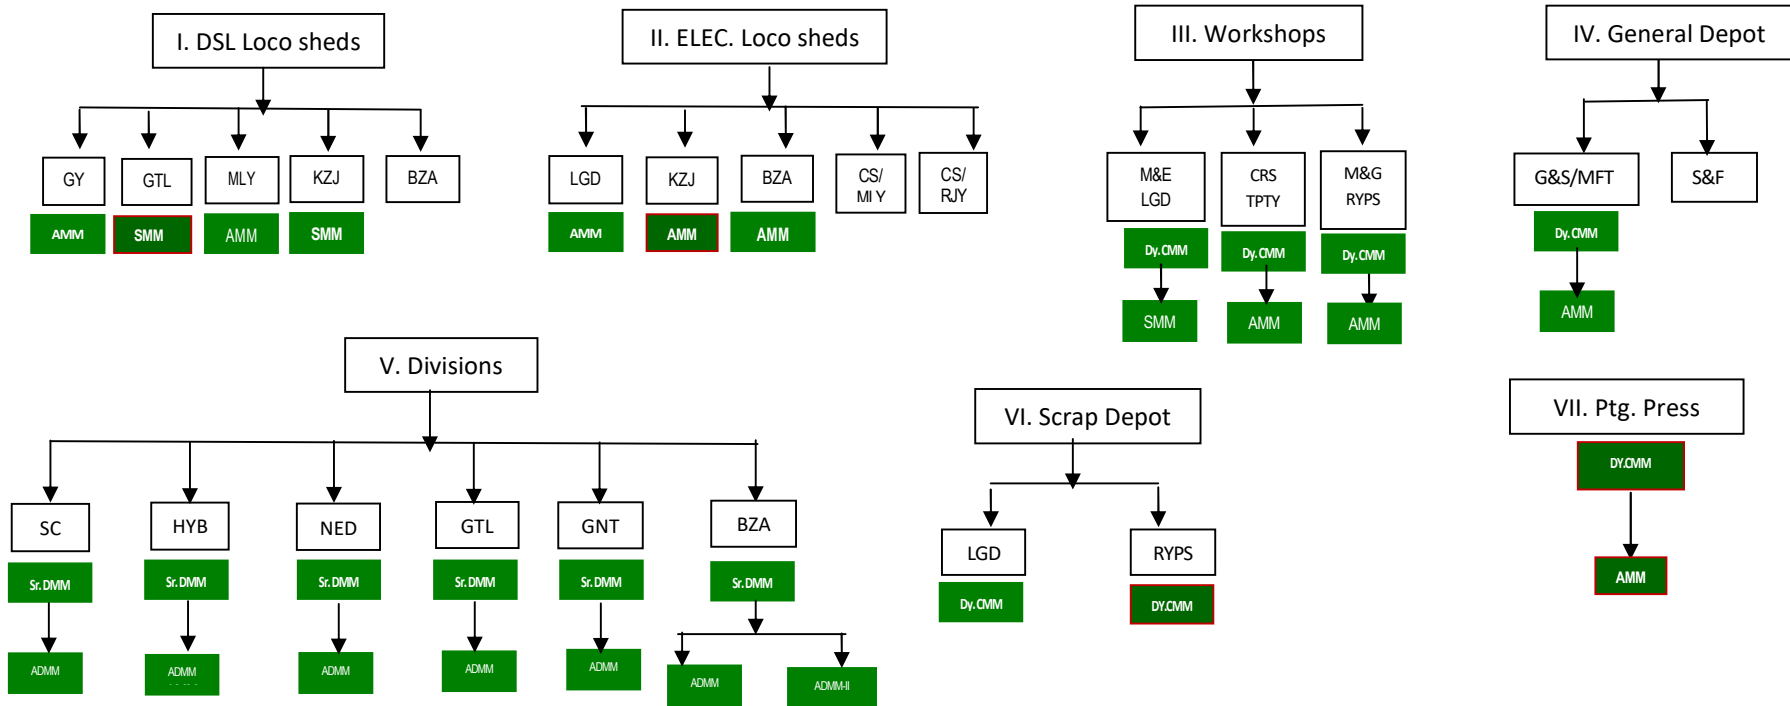 I. DSL Loco sheds
II. ELEC. Loco sheds
III. Workshops
IV. General Depot
GY
GTL
MLY
KZJ
BZA
AMM
SMM
AMM
SMM
LGD
KZJ
BZA
CS/
MLY
CS/
RJY
AMM
AMM
AMM
M&E
LGD
CRS
TPTY
M&G
RYPS
Dy. CMM
Dy. CMM
Dy. CMM
SMM
AMM
AMM
G&S/MFT
S&F
Dy. CMM
AMM
V. Divisions
SC
HYB
NED
GTL
GNT
BZA
Sr. DMM
Sr. DMM
Sr. DMM
Sr. DMM
Sr. DMM
Sr. DMM
ADMM
ADMM
ADMM
ADMM
ADMM
ADMM
ADMM-II
VI. Scrap Depot
LGD
RYPS
Dy. CMM
DY.CMM
VII. Ptg. Press
DY.CMM
AMM